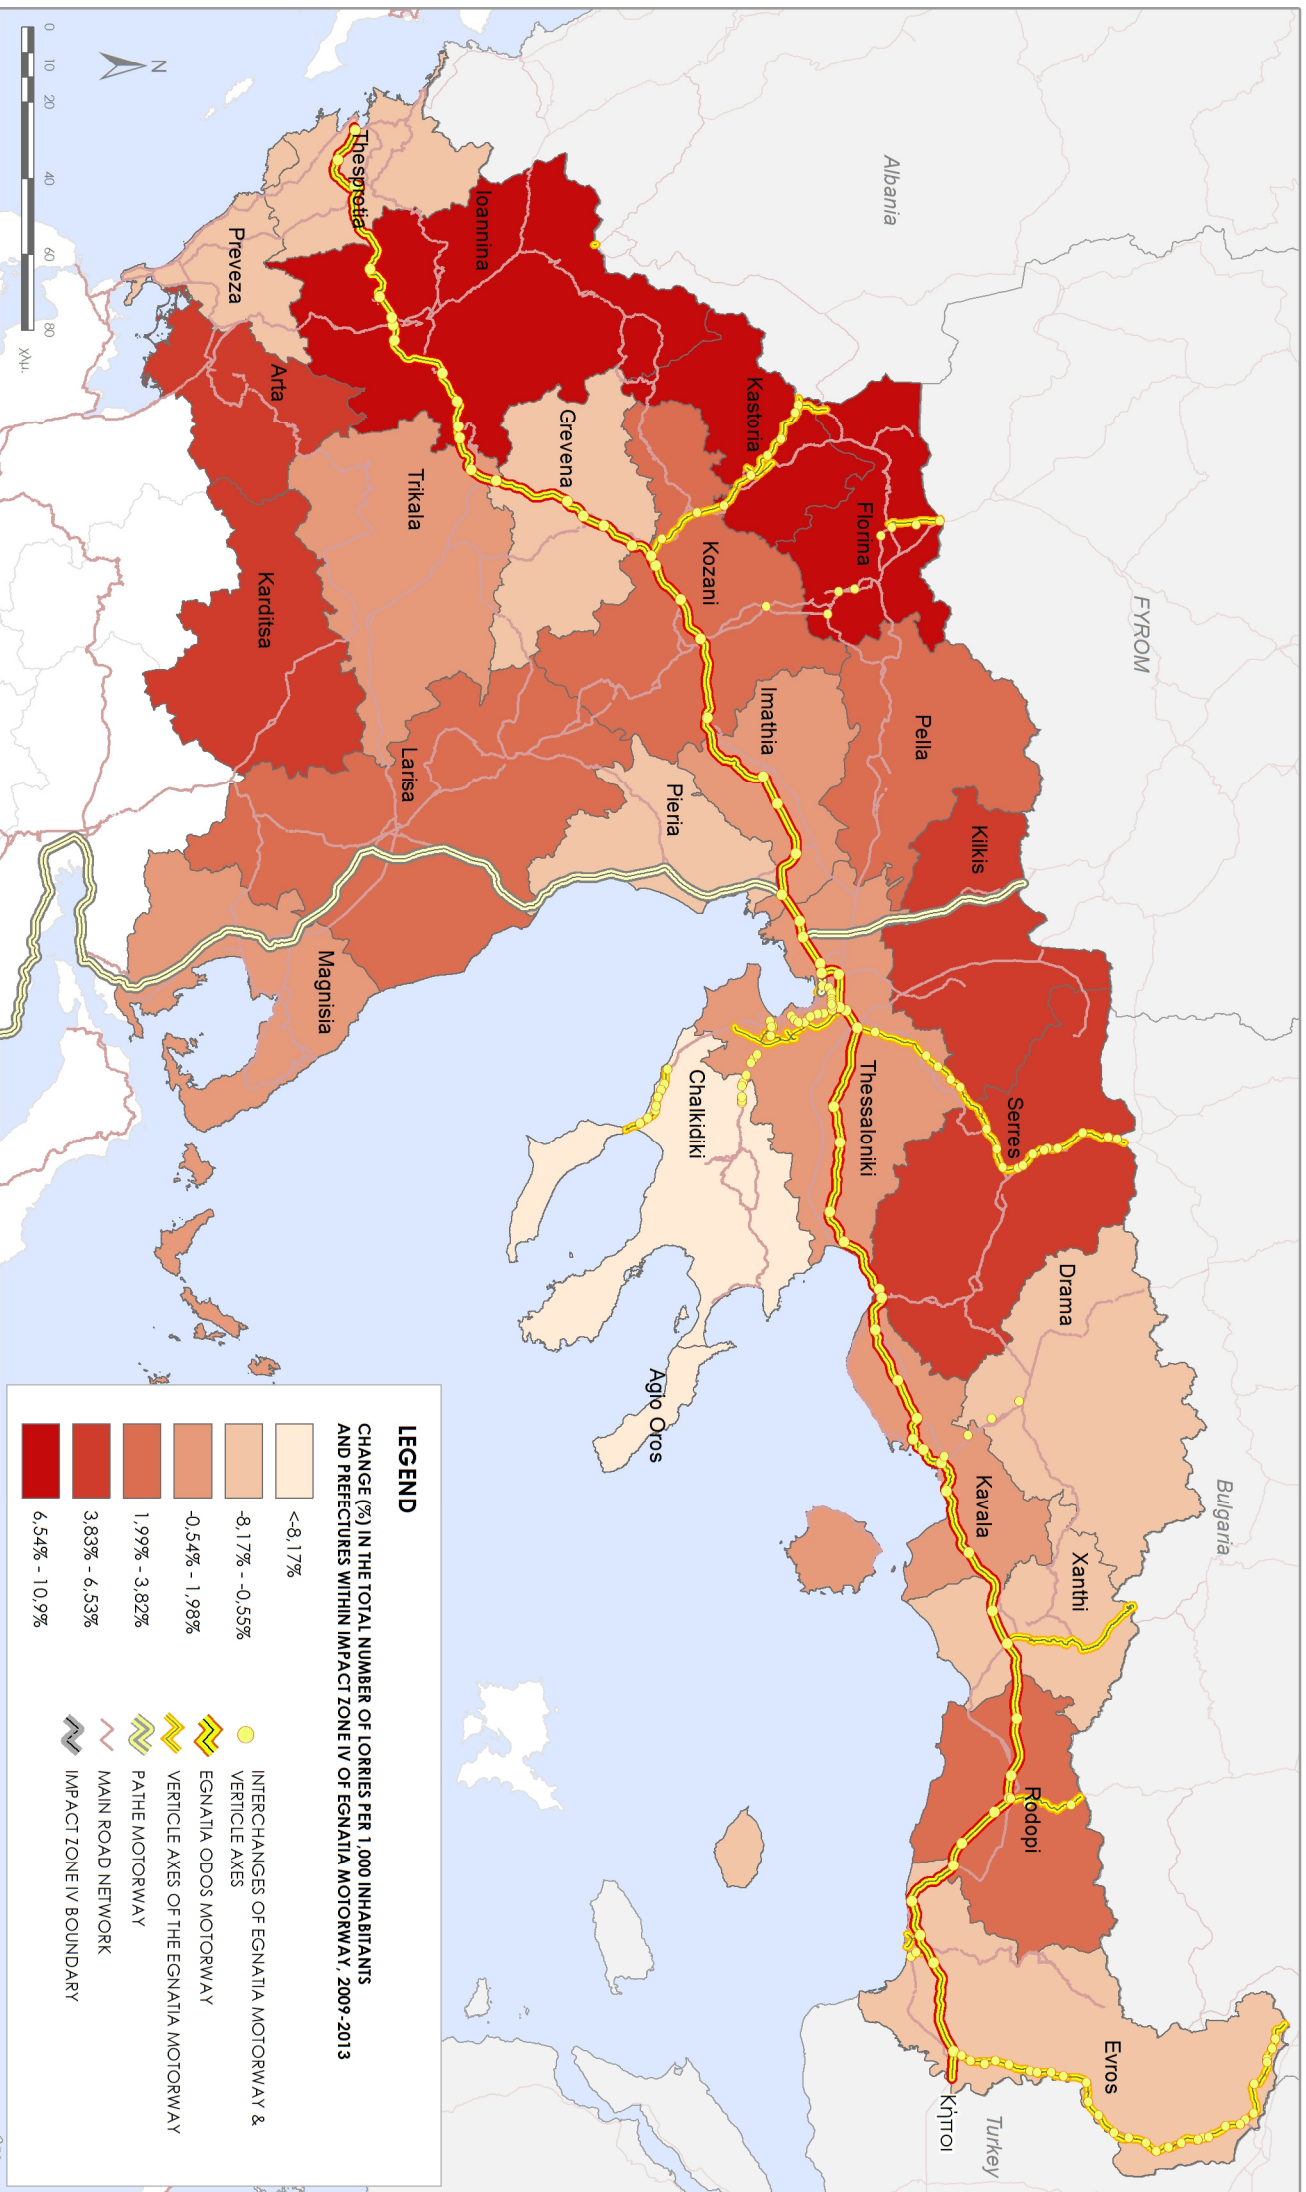 Albania
FYROM
Bulgaria
Turkey
Κήποι
Thesprotia
Ioannina
Preveza
Arta
Kastoria
Grevena
Trikala
Florina
Kozani
Karditsa
Imathia
Pella
Larisa
Pieria
Kilkis
Magnisia
Thessaloniki
Chalkidiki
Serres
Agio Oros
Drama
Kavala
Xanthi
Rodopi
Evros
N
0 10 20 40 60 80
χλμ.
LEGEND
CHANGE (%) IN THE TOTAL NUMBER OF LORRIES PER 1,000 INHABITANTS
AND PREFECTURES WITHIN IMPACT ZONE IV OF EGNATIA MOTORWAY, 2009-2013
<-8,17%
-8,17% - -0,55%
-0,54% - 1,98%
1,99% - 3,82%
3,83% - 6,53%
6,54% - 10,9%
INTERCHANGES OF EGNATIA MOTORWAY &
VERTICLE AXES
EGNATIA ODOS MOTORWAY
VERTICLE AXES OF THE EGNATIA MOTORWAY
PATHE MOTORWAY
MAIN ROAD NETWORK
IMPACT ZONE IV BOUNDARY